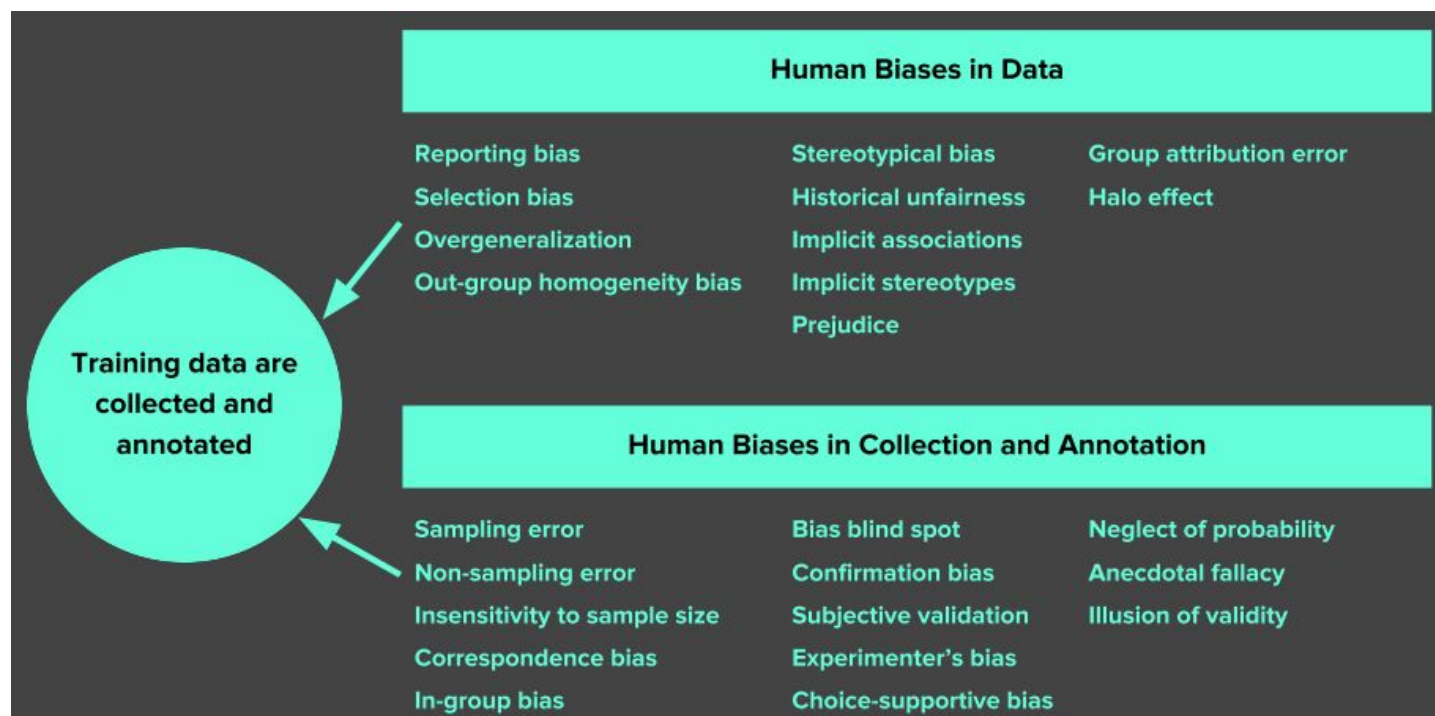 Human Biases in Data
Reporting bias
Selection bias
Overgeneralization
Out-group homogeneity bias
Stereotypical bias
Historical unfairness
Implicit associations
Implicit stereotypes
Prejudice
Group attribution error
Halo effect
Training data are
collected and
annotated
Human Biases in Collection and Annotation
Sampling error
Non-sampling error
Insensitivity to sample size
Correspondence bias
In-group bias
Bias blind spot
Confirmation bias
Subjective validation
Experimenter's bias
Choice-supportive bias
Neglect of probability
Anecdotal fallacy
Illusion of validity